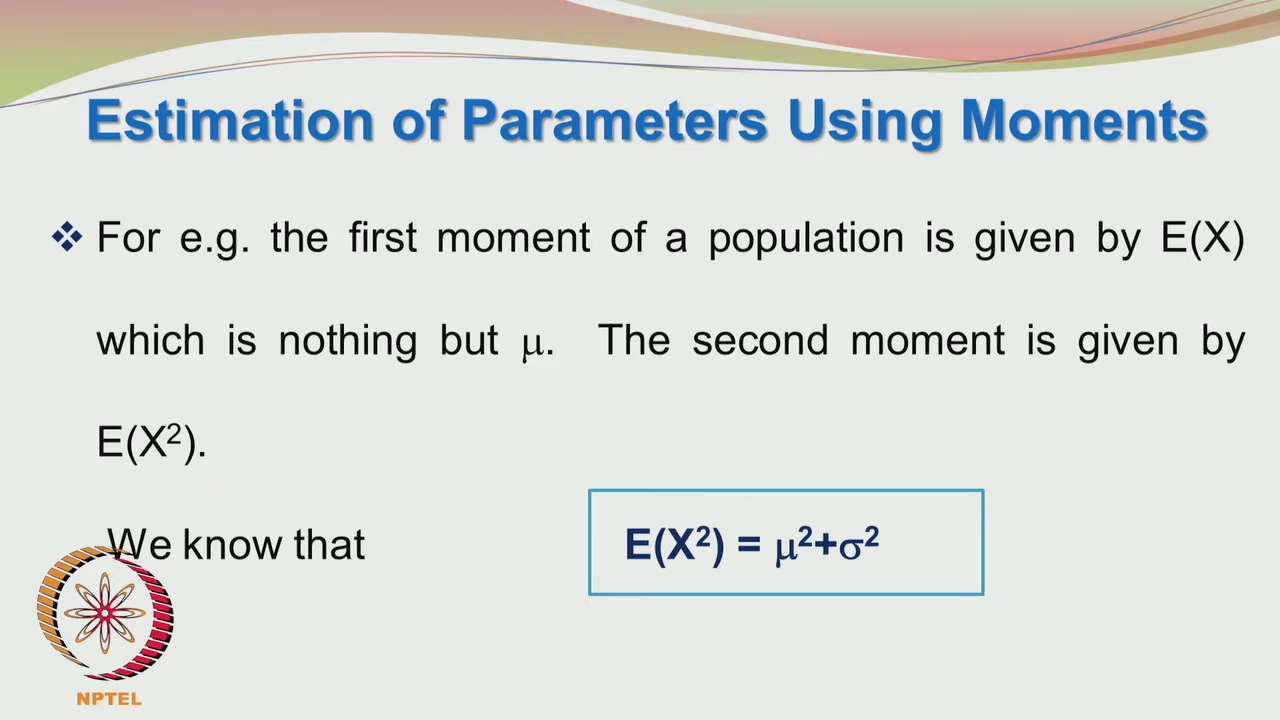 Estimation of Parameters Using Moments
❖ For e.g. the first moment of a population is given by E(X)
which is nothing but μ. The second moment is given by
E(X²).
We know that E(X²) = μ²+σ²
NPTEL